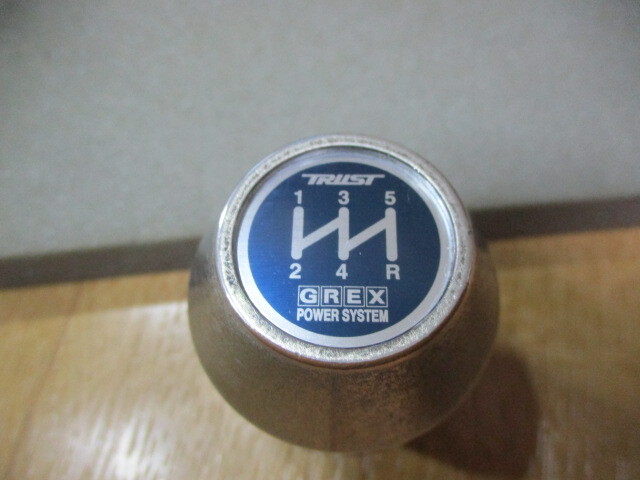 TRUST
1 3 5
2 4 R
GREX
POWER SYSTEM